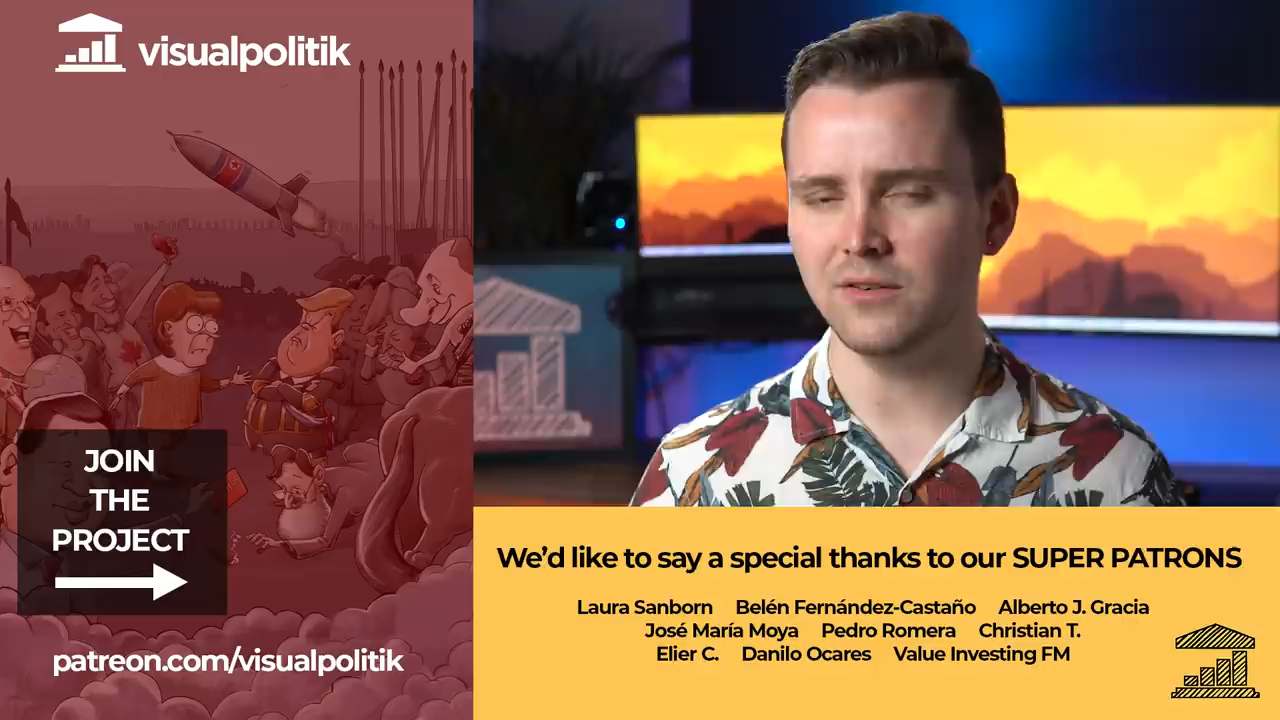 visualpolitik
JOIN
THE
PROJECT
patreon.com/visualpolitik
We'd like to say a special thanks to our SUPER PATRONS
Laura Sanborn Belén Fernández-Castaño Alberto J. Gracia
José María Moya Pedro Romera Christian T.
Elier C. Danilo Ocares Value Investing FM